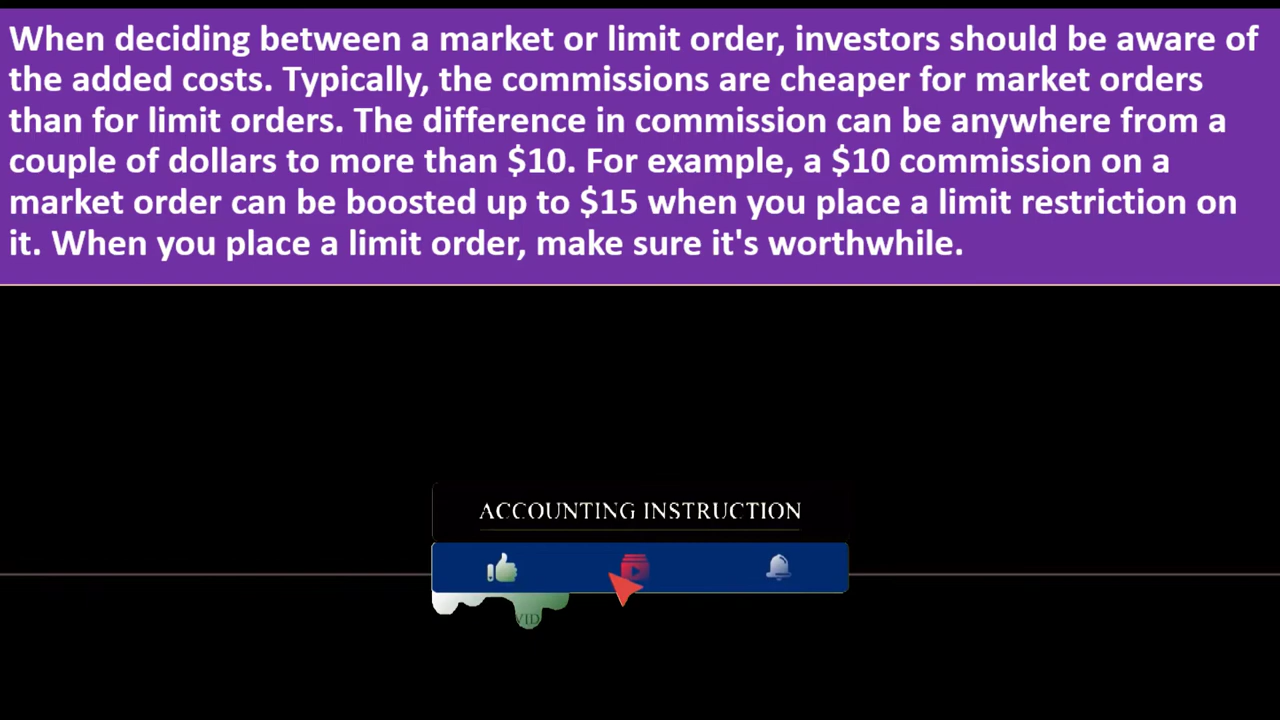 When deciding between a market or limit order, investors should be aware of
the added costs. Typically, the commissions are cheaper for market orders
than for limit orders. The difference in commission can be anywhere from a
couple of dollars to more than $10. For example, a $10 commission on a
market order can be boosted up to $15 when you place a limit restriction on
it. When you place a limit order, make sure it's worthwhile.
ACCOUNTING INSTRUCTION